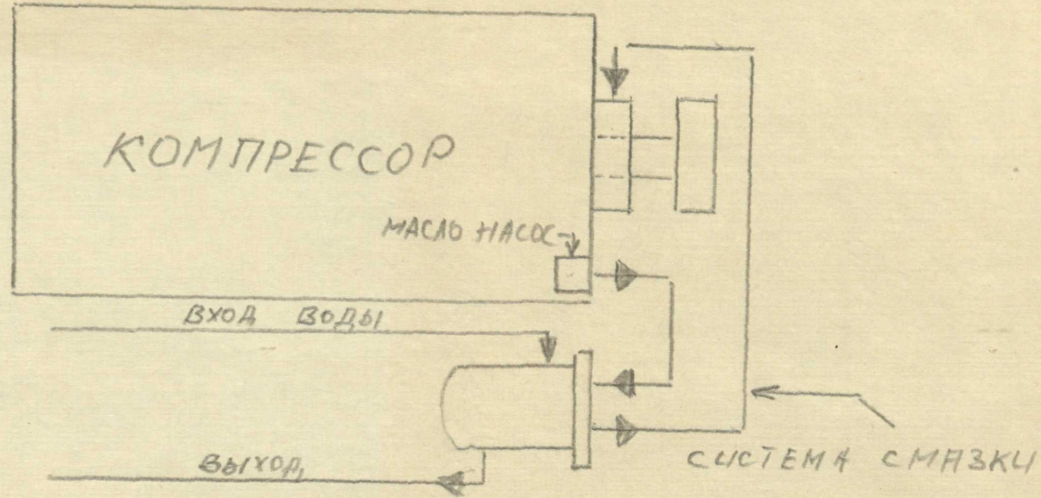 КОМПРЕССОР
МАСЛО НАСОС
ВХОД ВОДЫ
ВЫХОД
СИСТЕМА СМАЗКИ